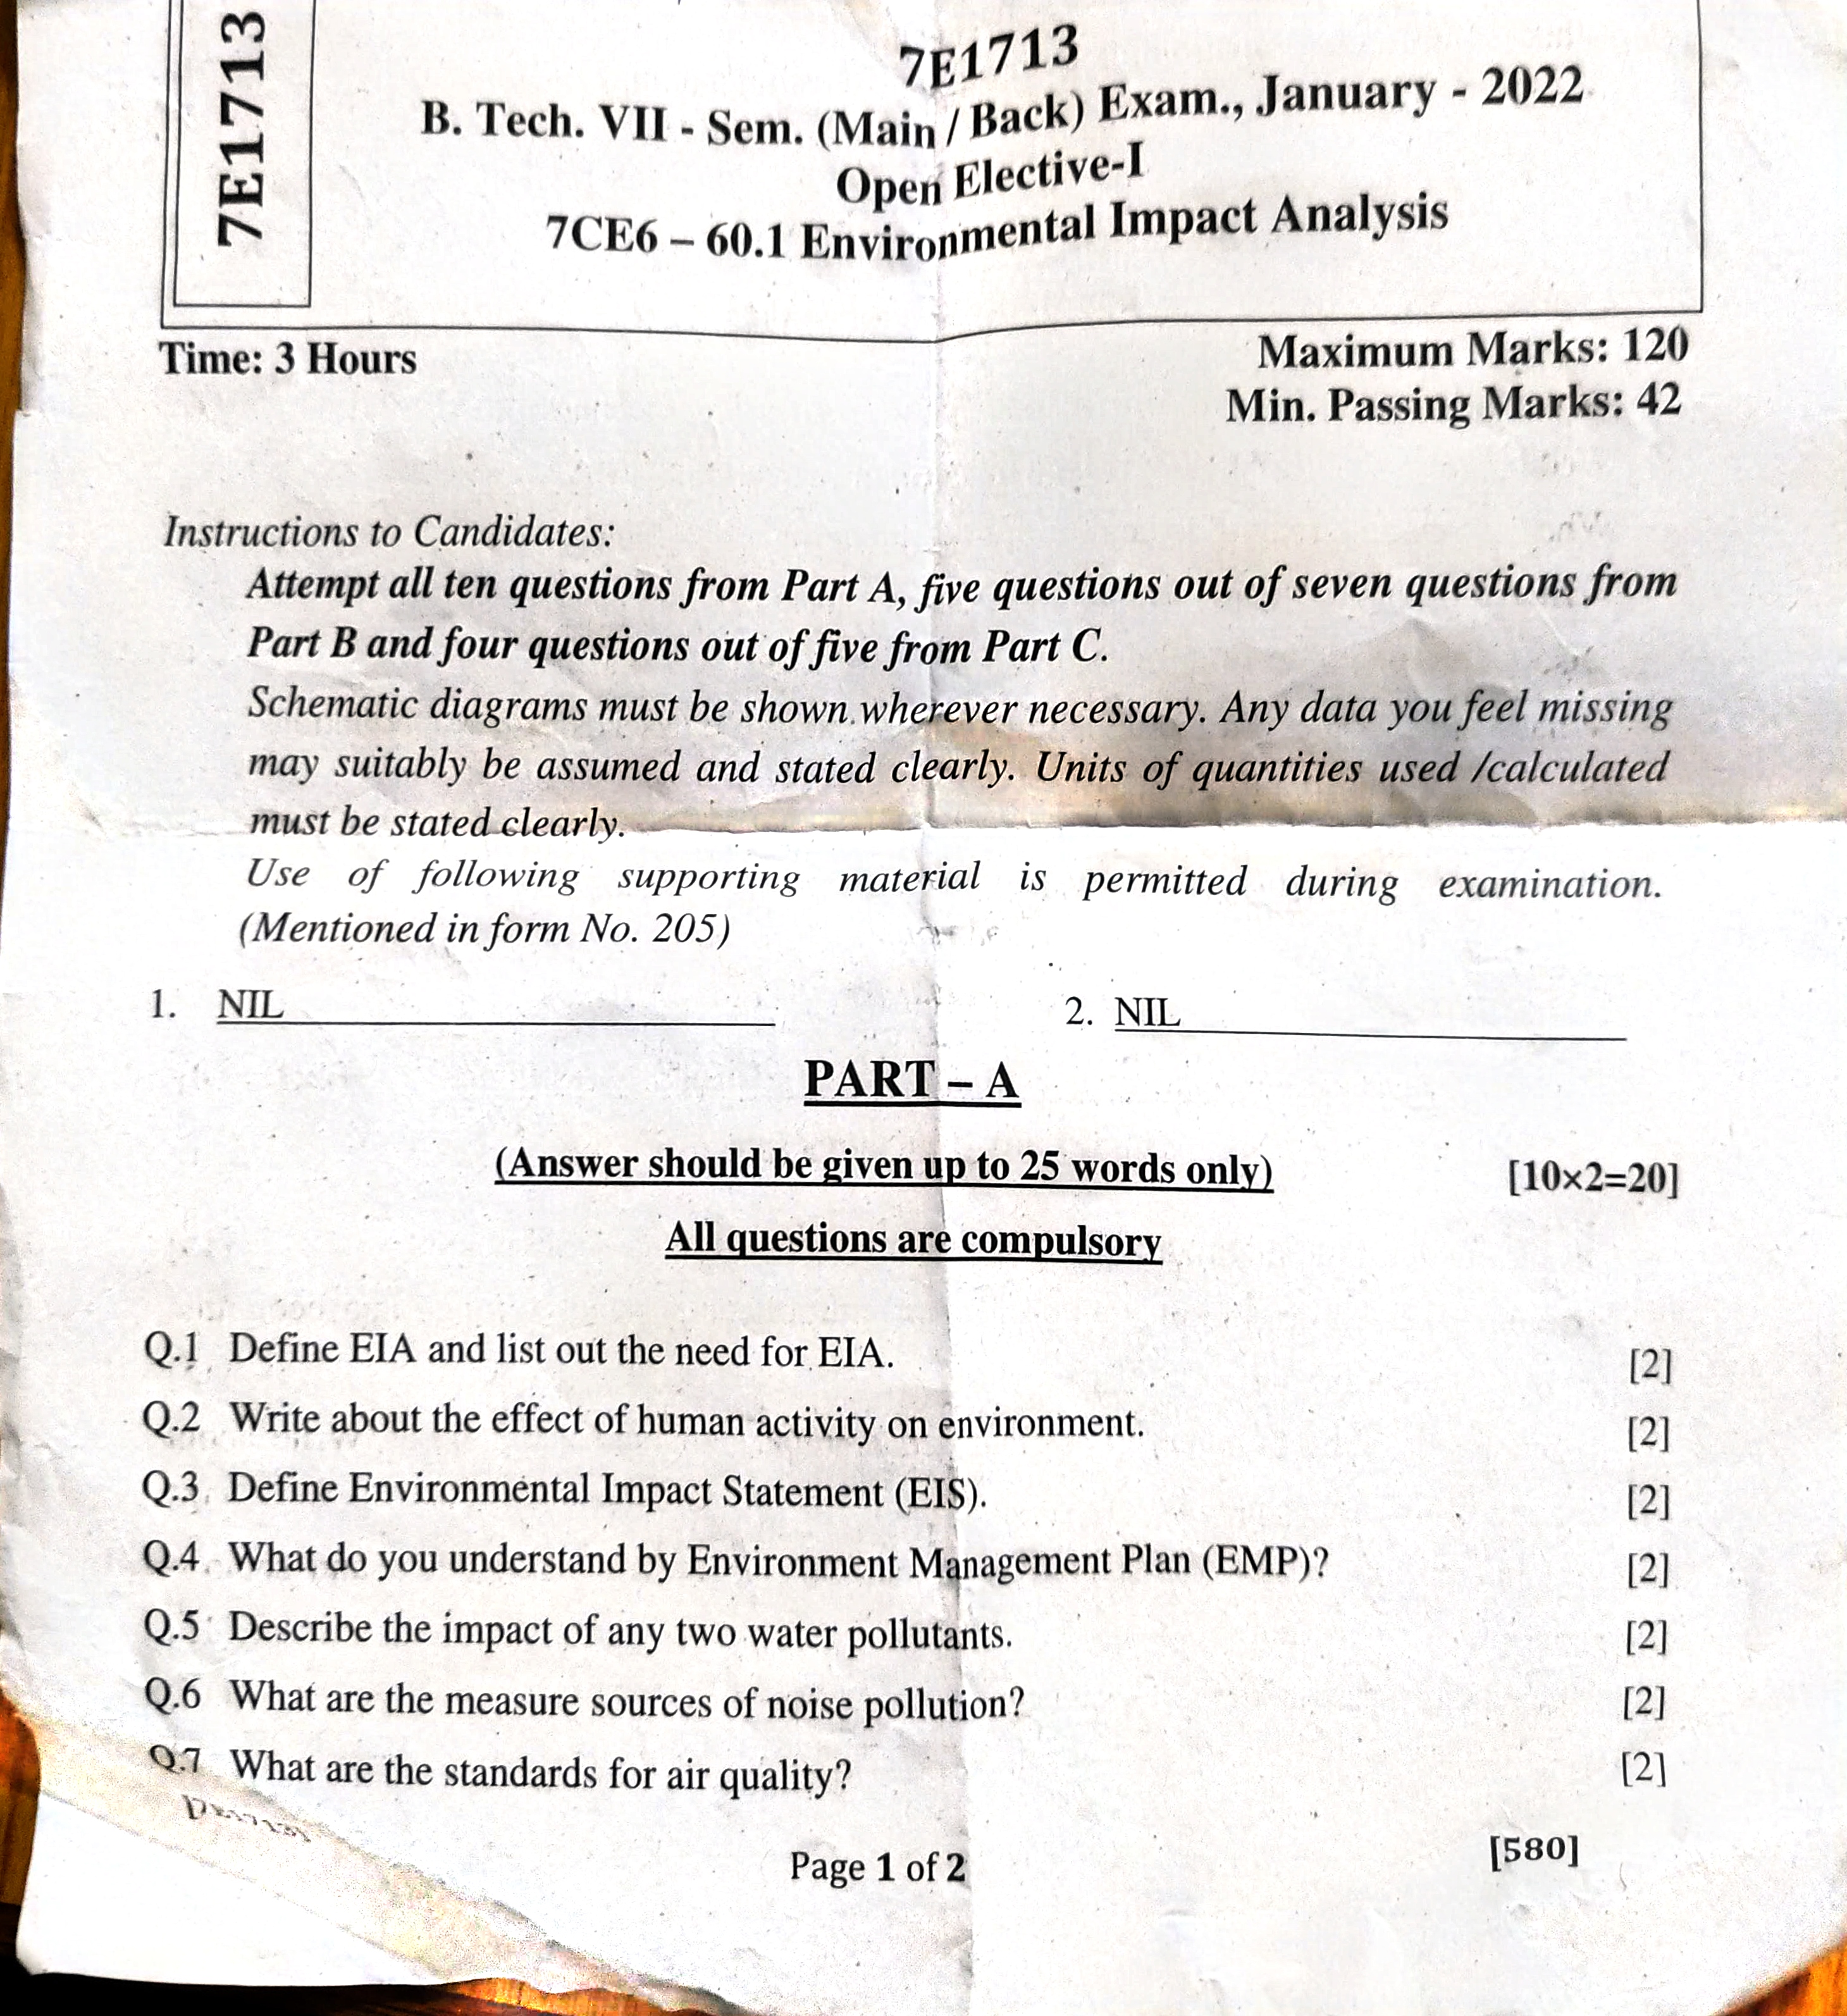 7E1713
7E1713
B. Tech. VII - Sem. (Main / Back) Exam., January - 2022
Open Elective-I
7CE6 – 60.1 Environmental Impact Analysis
Time: 3 Hours
Maximum Marks: 120
Min. Passing Marks: 42
Instructions to Candidates:
Attempt all ten questions from Part A, five questions out of seven questions from
Part B and four questions out of five from Part C.
Schematic diagrams must be shown wherever necessary. Any data you feel missing
may suitably be assumed and stated clearly. Units of quantities used /calculated
must be stated clearly.
Use of following supporting material is permitted during examination.
(Mentioned in form No. 205)
1. NIL
2. NIL
PART – A
(Answer should be given up to 25 words only)
[10×2=20]
All questions are compulsory
Q.1 Define EIA and list out the need for EIA. [2]
Q.2 Write about the effect of human activity on environment. [2]
Q.3 Define Environmental Impact Statement (EIS). [2]
Q.4 What do you understand by Environment Management Plan (EMP)? [2]
Q.5 Describe the impact of any two water pollutants. [2]
Q.6 What are the measure sources of noise pollution? [2]
Q.7 What are the standards for air quality? [2]
[7E1713]
Page 1 of 2
[580]